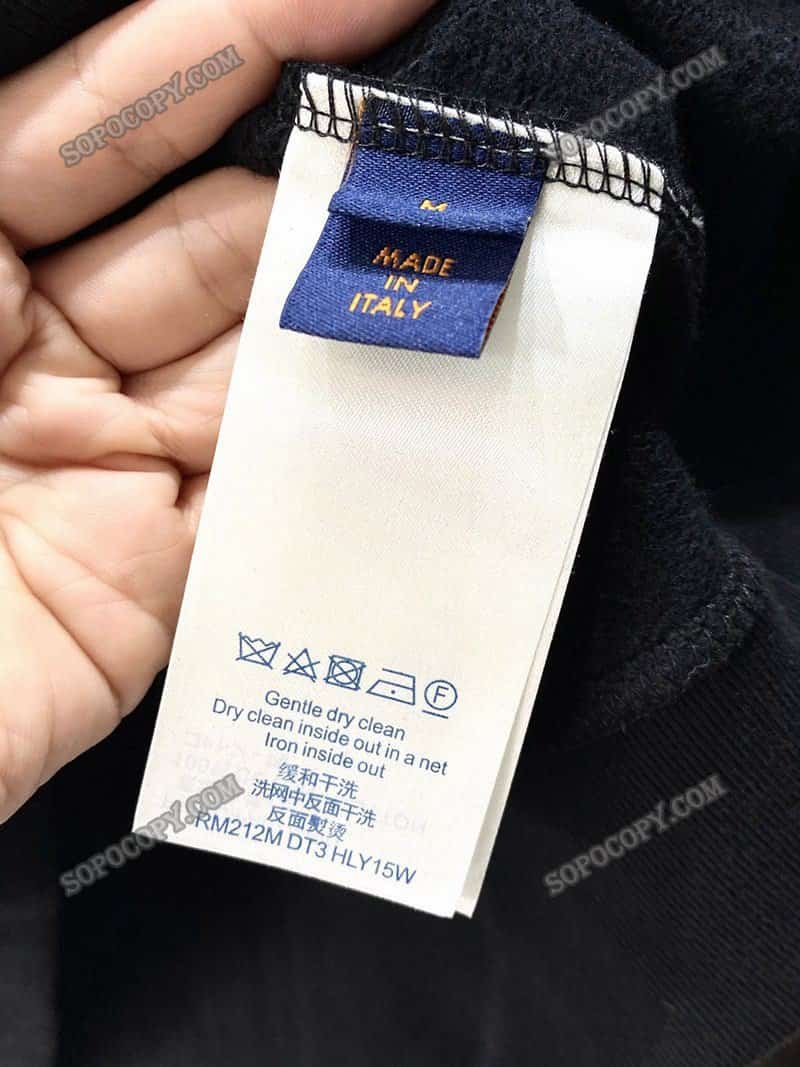 SOPOCOPY.COM
SOPOCOPY.COM
M
MADE
IN
ITALY
F
Gentle dry clean
Dry clean inside out in a net
Iron inside out
缓和干洗
洗网中反面干洗
反面熨烫
RM212M DT3 HLY15W
SOPOCOPY.COM
SOPOCOPY.COM